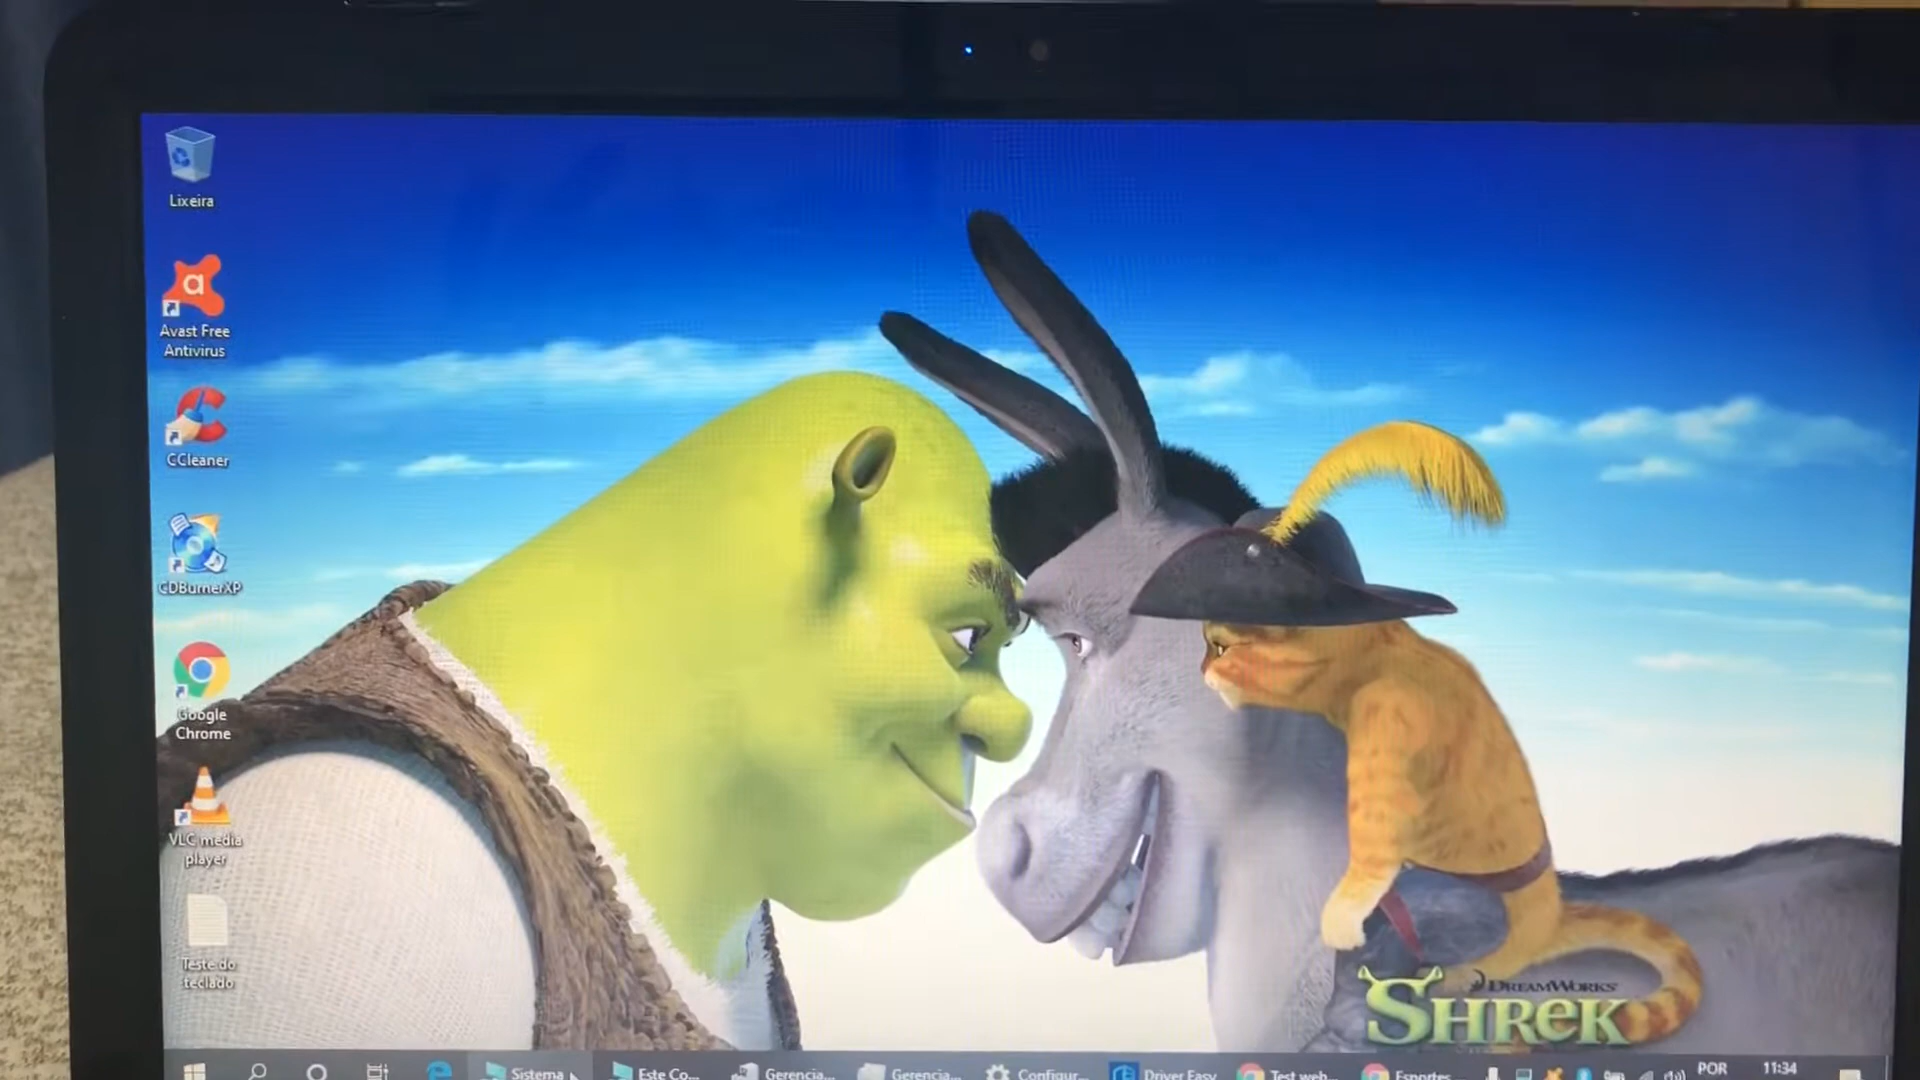 Lixeira
Avast Free
Antivirus
CCleaner
CDBurnerXP
Google
Chrome
VLC media
player
Teste do
teclado
DREAMWORKS
SHREK
Sistema
Este Co...
Gerencia...
Gerencia...
Configur...
Driver Easy
Test web...
Esportes
POR
11:34